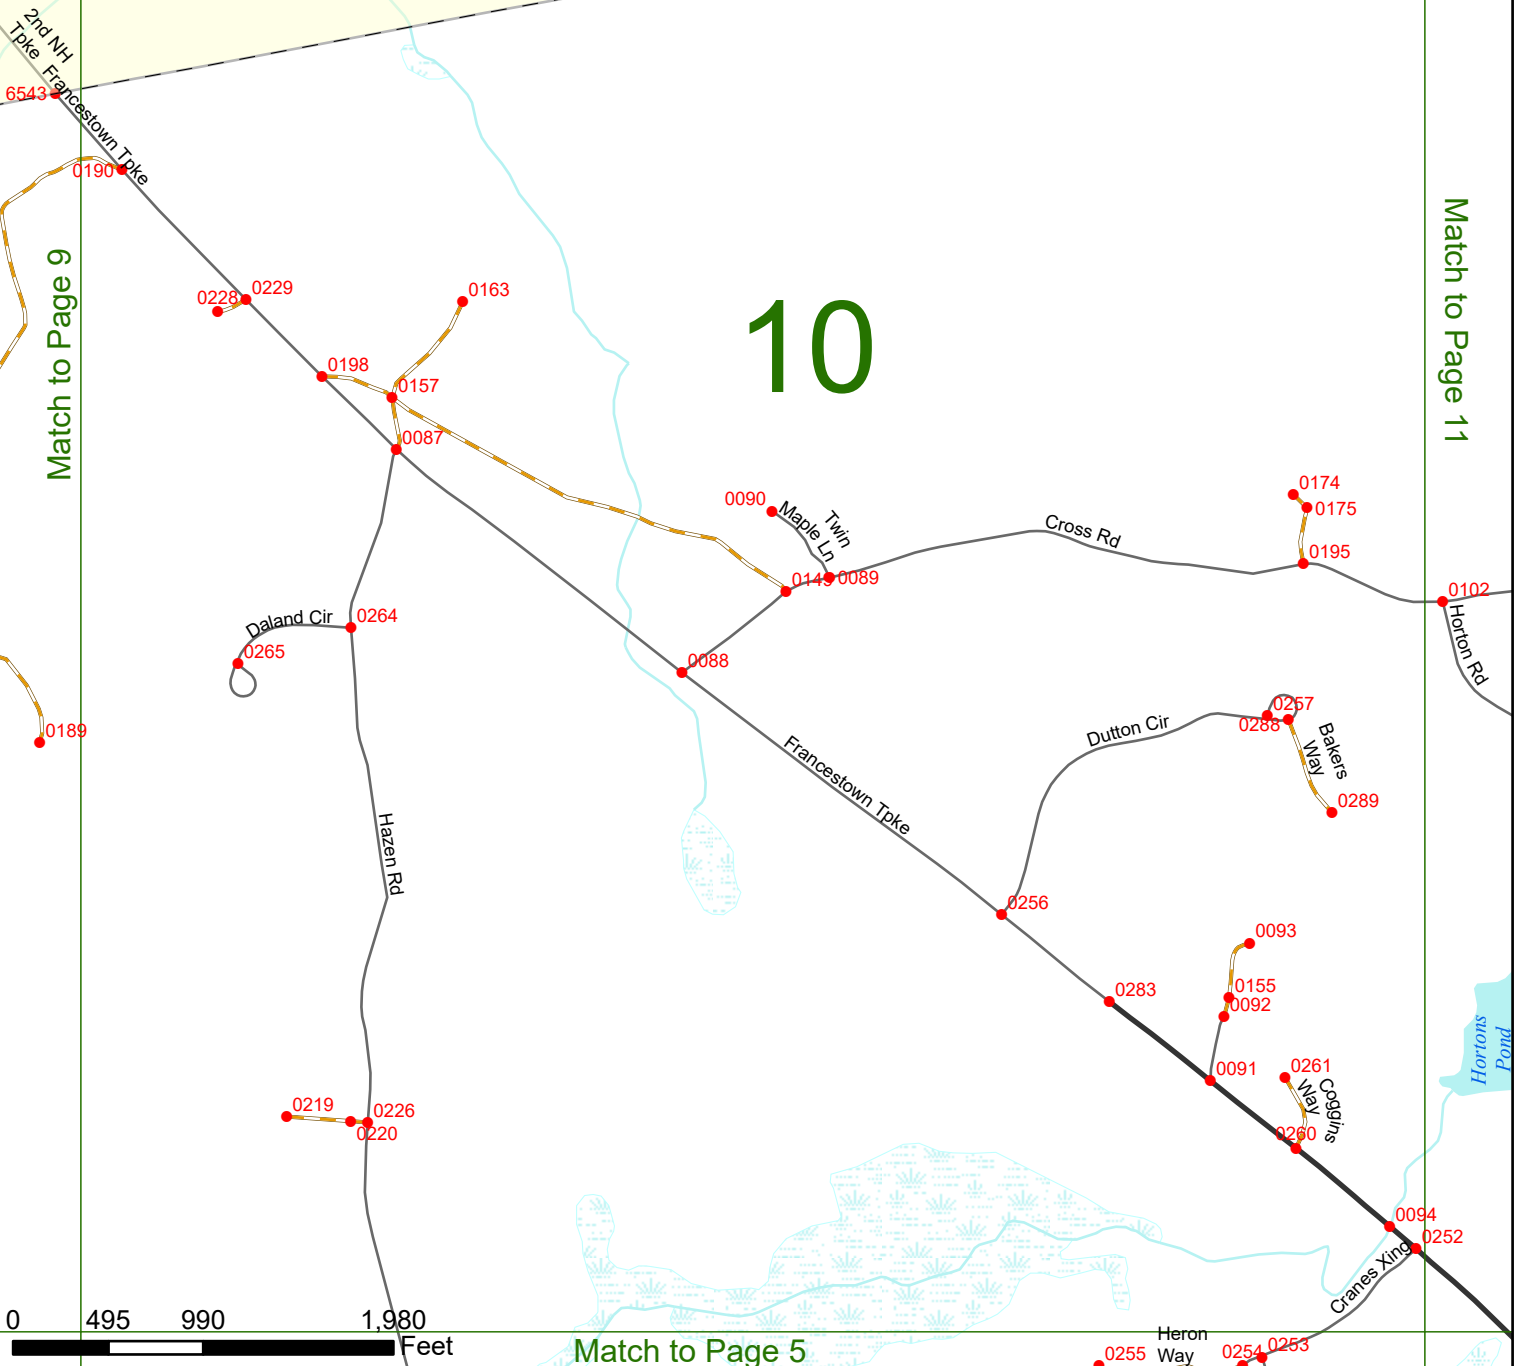 2nd NH
Tpke
Francestown Tpke
6543
0190
Match to Page 9
0228
0229
0163
0198
0157
0087
10
Match to Page 11
0090
Twin
Maple Ln
0089
Cross Rd
0174
0175
0195
0102
Horton Rd
Daland Cir
0264
0265
0088
0189
Francestown Tpke
Dutton Cir
0257
0288
Bakers
Way
0289
Hazen Rd
0256
0093
0283
0155
0092
Hortons
Pond
0091
0261
Coggins
Way
0260
0219
0226
0220
0094
0252
Cranes Xing
0 495 990 1,980
Feet
Match to Page 5
Heron
Way
0255
0254
0253